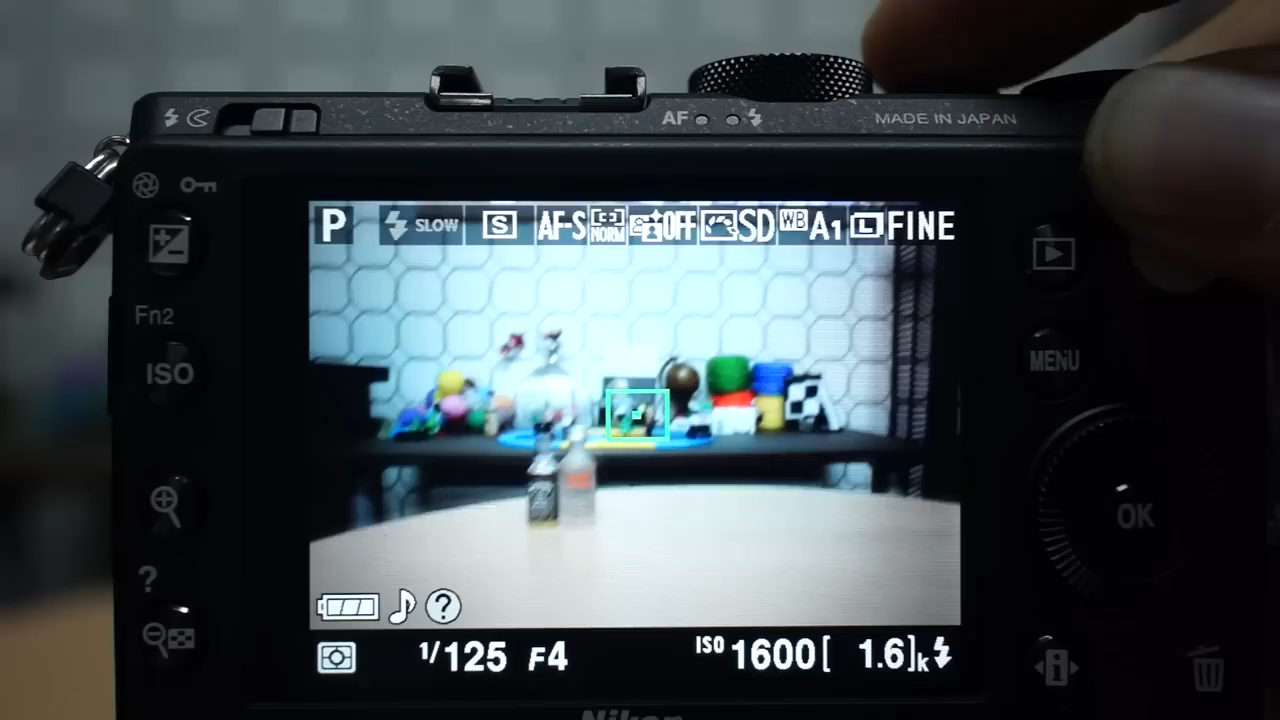 AF
MADE IN JAPAN
P SLOW S AF-S NORM OFF SD WB A1 L FINE
Fn2
ISO
MENU
OK
?
?
1/125 F4 ISO 1600[ 1.6]k
i
Nikon